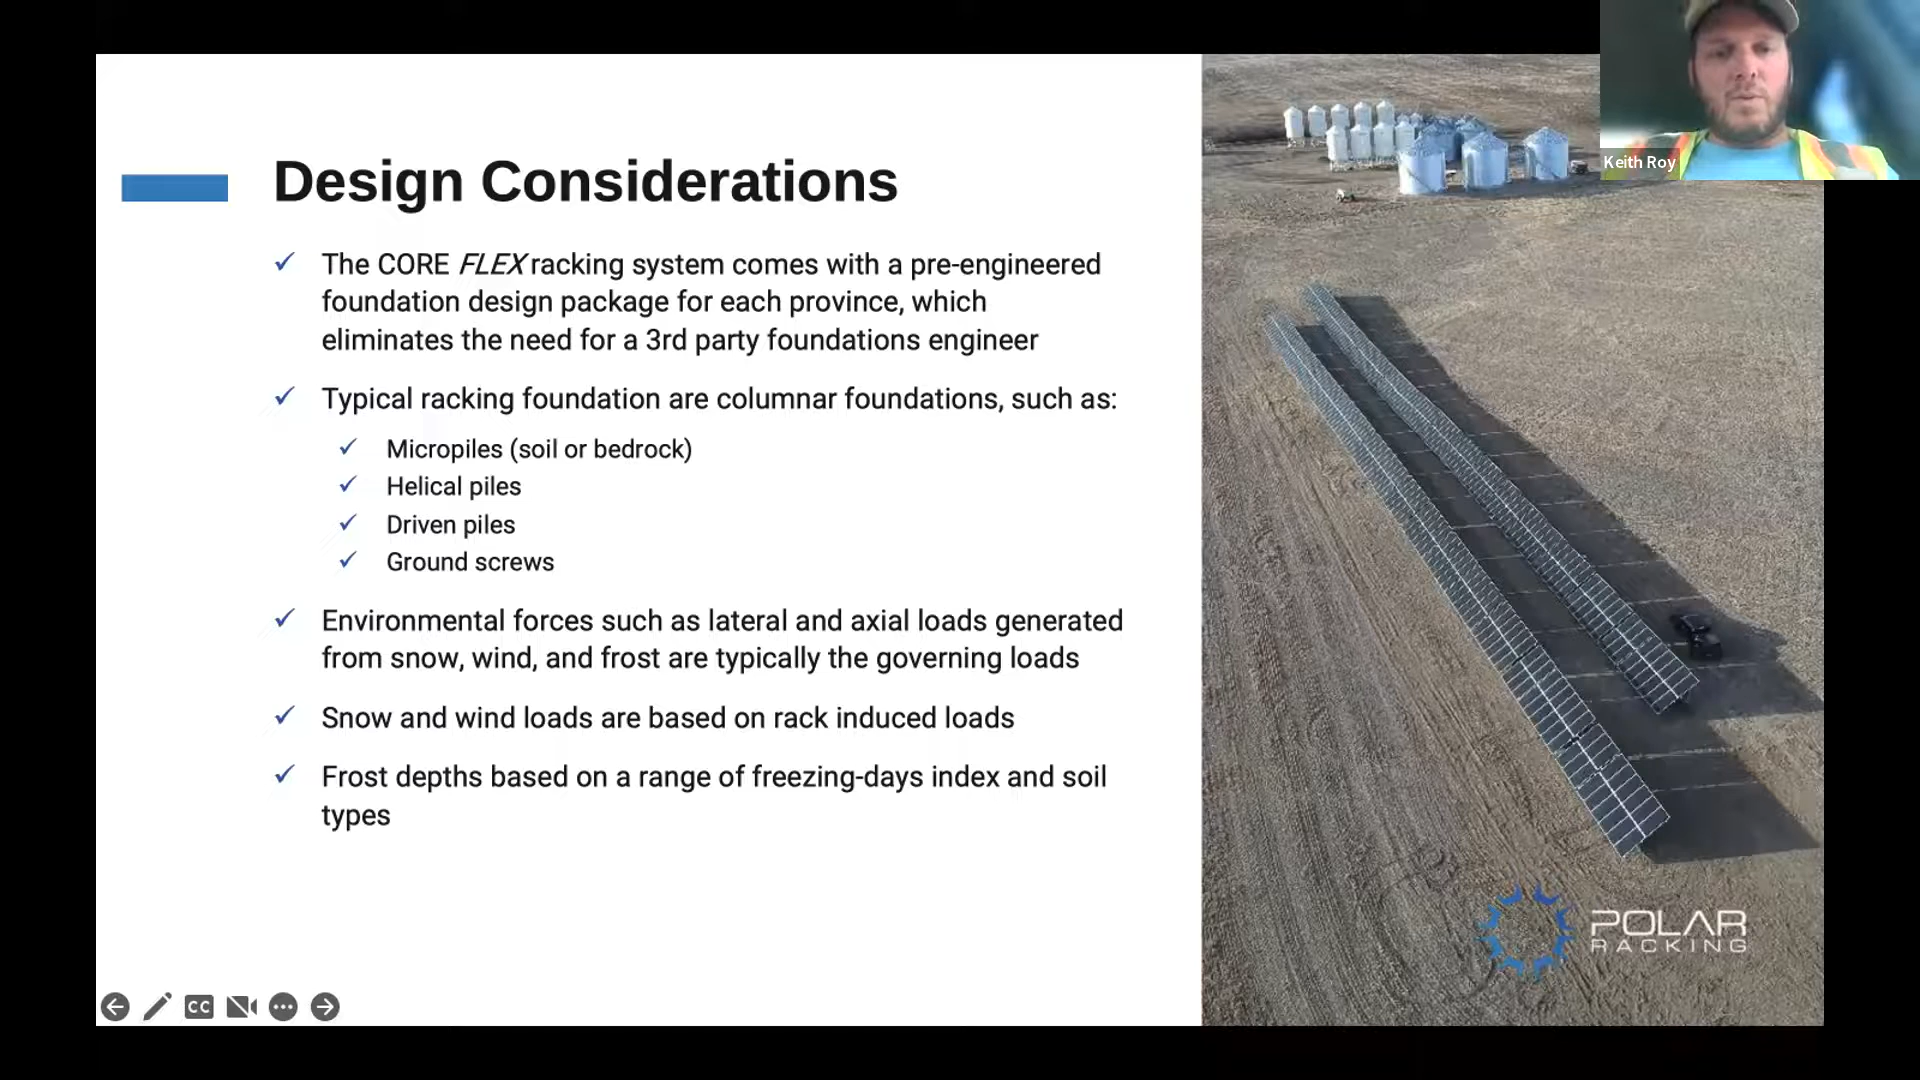 Design Considerations
The CORE FLEX racking system comes with a pre-engineered
foundation design package for each province, which
eliminates the need for a 3rd party foundations engineer
Typical racking foundation are columnar foundations, such as:
Micropiles (soil or bedrock)
Helical piles
Driven piles
Ground screws
Environmental forces such as lateral and axial loads generated
from snow, wind, and frost are typically the governing loads
Snow and wind loads are based on rack induced loads
Frost depths based on a range of freezing-days index and soil
types
Keith Roy
POLAR
RACKING
CC